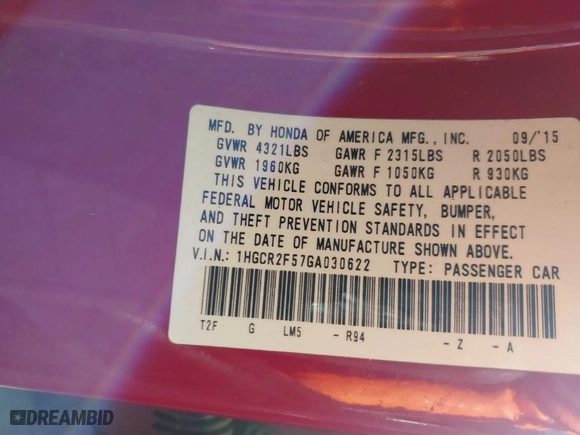 MFD. BY HONDA OF AMERICA MFG., INC. 09/'15
GVWR 4321LBS GAWR F 2315LBS R 2050LBS
GVWR 1960KG GAWR F 1050KG R 930KG
THIS VEHICLE CONFORMS TO ALL APPLICABLE
FEDERAL MOTOR VEHICLE SAFETY, BUMPER,
AND THEFT PREVENTION STANDARDS IN EFFECT
ON THE DATE OF MANUFACTURE SHOWN ABOVE.
V.I.N.: 1HGCR2F57GA030622 TYPE: PASSENGER CAR
T2F G LM5 - R94 - Z - A
DREAMBID